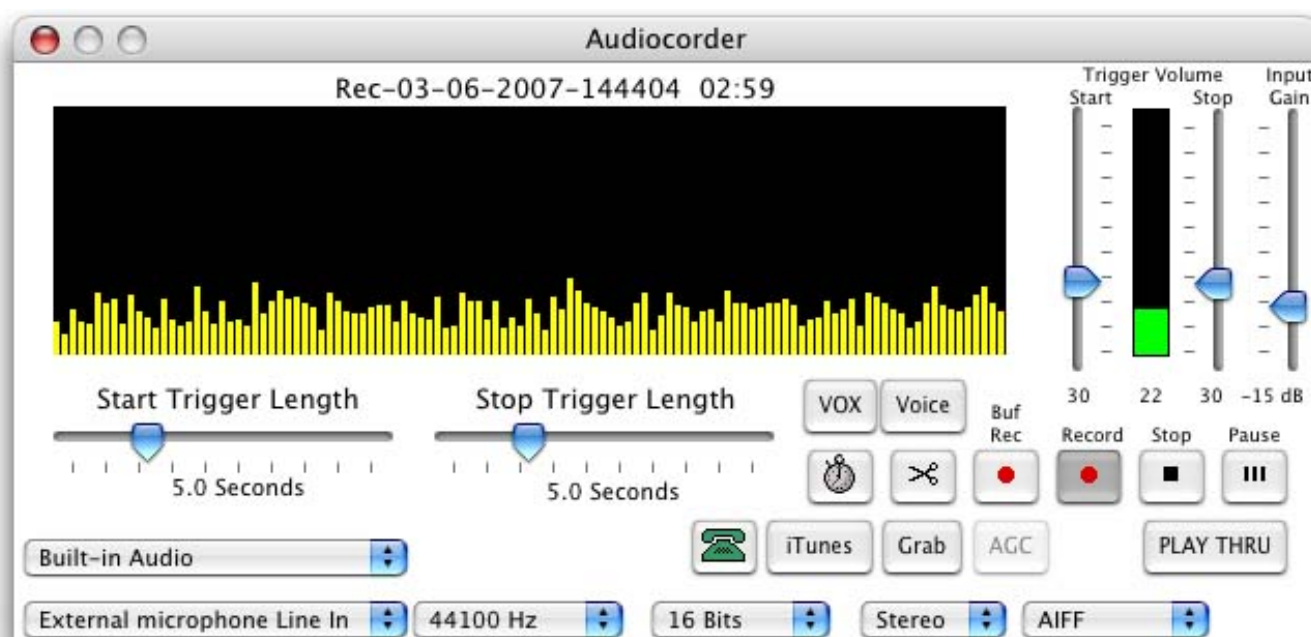 Audiocorder
Rec-03-06-2007-144404 02:59
Trigger Volume
Input
Start
Stop
Gain
Start Trigger Length
Stop Trigger Length
5.0 Seconds
5.0 Seconds
30
22
30
-15 dB
VOX
Voice
Buf
Rec
Record
Stop
Pause
iTunes
Grab
AGC
PLAY THRU
Built-in Audio
External microphone Line In
44100 Hz
16 Bits
Stereo
AIFF